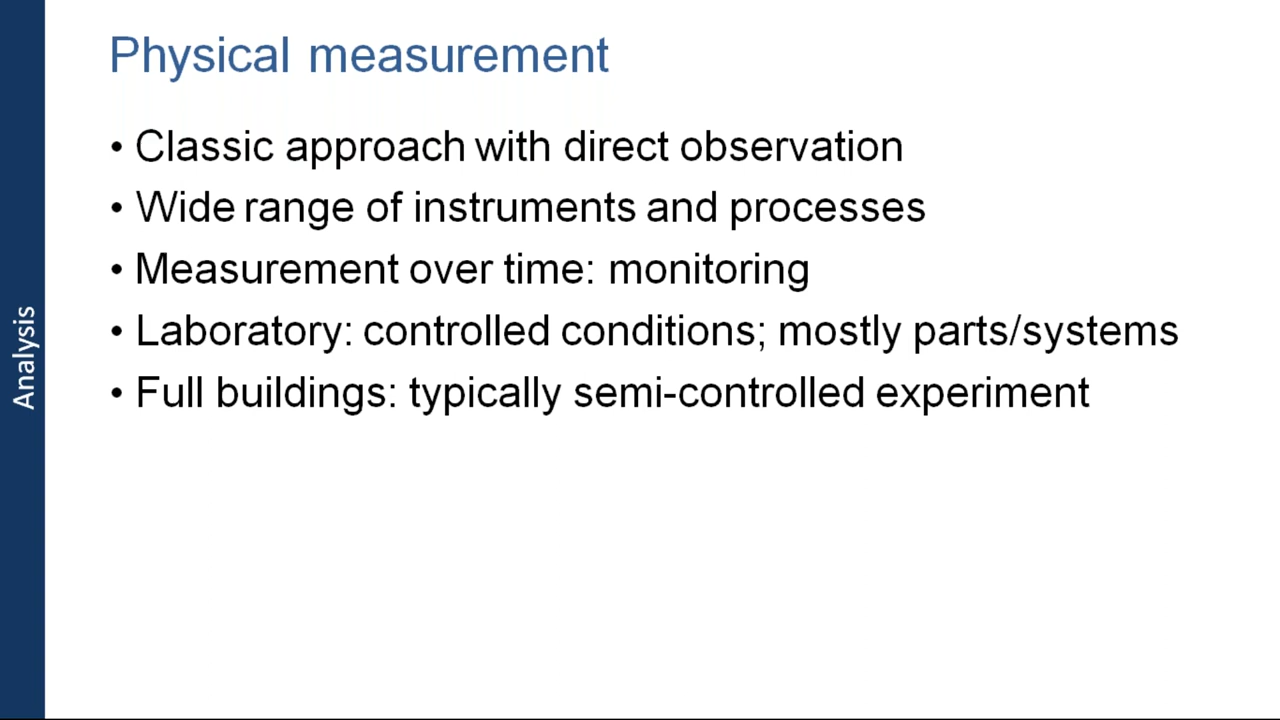 Physical measurement
• Classic approach with direct observation
• Wide range of instruments and processes
• Measurement over time: monitoring
• Laboratory: controlled conditions; mostly parts/systems
• Full buildings: typically semi-controlled experiment
Analysis